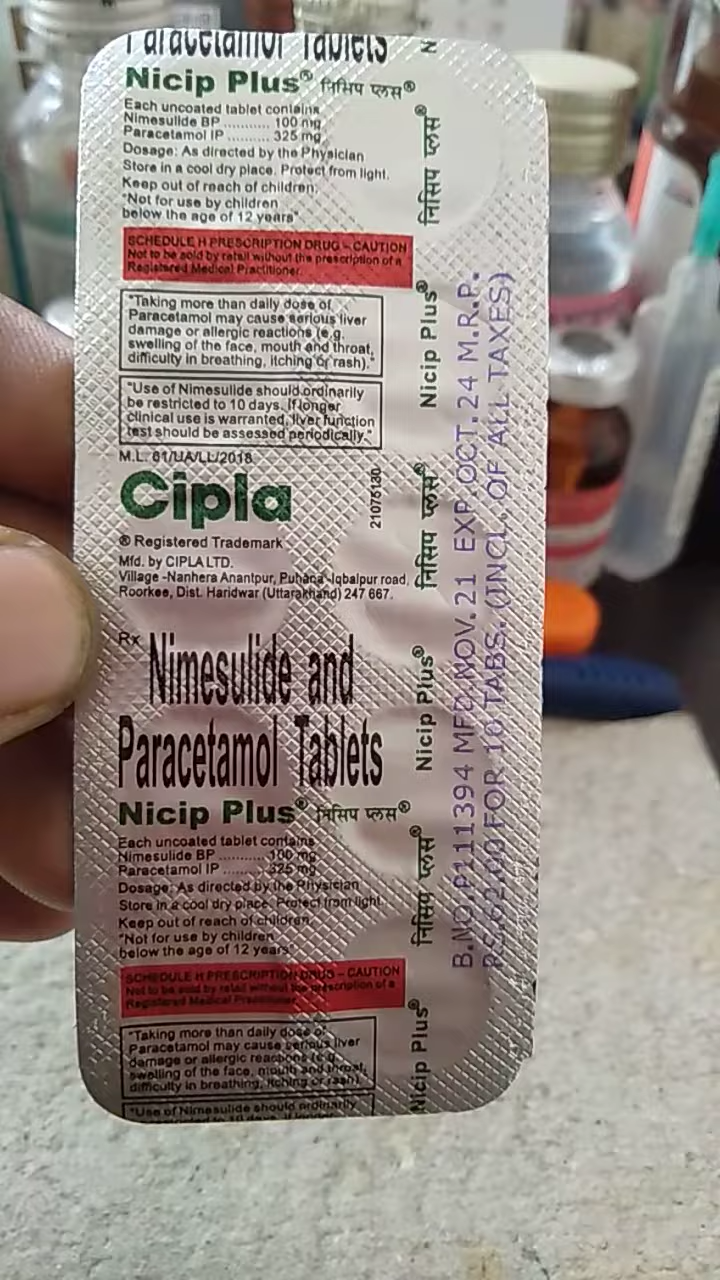 Paracetamol Tablets
Nicip Plus® निसिप प्लस®
Each uncoated tablet contains
Nimesulide BP ........... 100 mg
Paracetamol IP .......... 325 mg
Dosage: As directed by the Physician
Store in a cool dry place. Protect from light.
Keep out of reach of children.
"Not for use by children
below the age of 12 years"
SCHEDULE H PRESCRIPTION DRUG – CAUTION
Not to be sold by retail without the prescription of a
Registered Medical Practitioner.
"Taking more than daily dose of
Paracetamol may cause serious liver
damage or allergic reactions (e.g.
swelling of the face, mouth and throat,
difficulty in breathing, itching or rash)."
"Use of Nimesulide should ordinarily
be restricted to 10 days. If longer
clinical use is warranted, liver function
test should be assessed periodically."
M.L. 61/UA/LL/2018
Cipla
21075130
® Registered Trademark
Mfd. by CIPLA LTD.
Village -Nanhera Anantpur, Puhana-Iqbalpur road,
Roorkee, Dist. Haridwar (Uttarakhand) 247 667.
Rx
Nimesulide and
Paracetamol Tablets
Nicip Plus® निसिप प्लस®
Each uncoated tablet contains
Nimesulide BP ........... 100 mg
Paracetamol IP .......... 325 mg
Dosage: As directed by the Physician
Store in a cool dry place. Protect from light
Keep out of reach of children.
"Not for use by children
below the age of 12 years"
SCHEDULE H PRESCRIPTION DRUG – CAUTION
Not to be sold by retail without the prescription of a
Registered Medical Practitioner.
"Taking more than daily dose of
Paracetamol may cause serious liver
damage or allergic reactions (e.g.
swelling of the face, mouth and throat,
difficulty in breathing, itching or rash)
"Use of Nimesulide should ordinarily
N
निसिप प्लस®
Nicip Plus®
निसिप प्लस®
Nicip Plus®
निसिप प्लस®
Nicip Plus®
B.NO.P111394 MFD.NOV.21 EXP.OCT.24 M.R.P.
RS.62.00 FOR 10 TABS.(INCL. OF ALL TAXES)